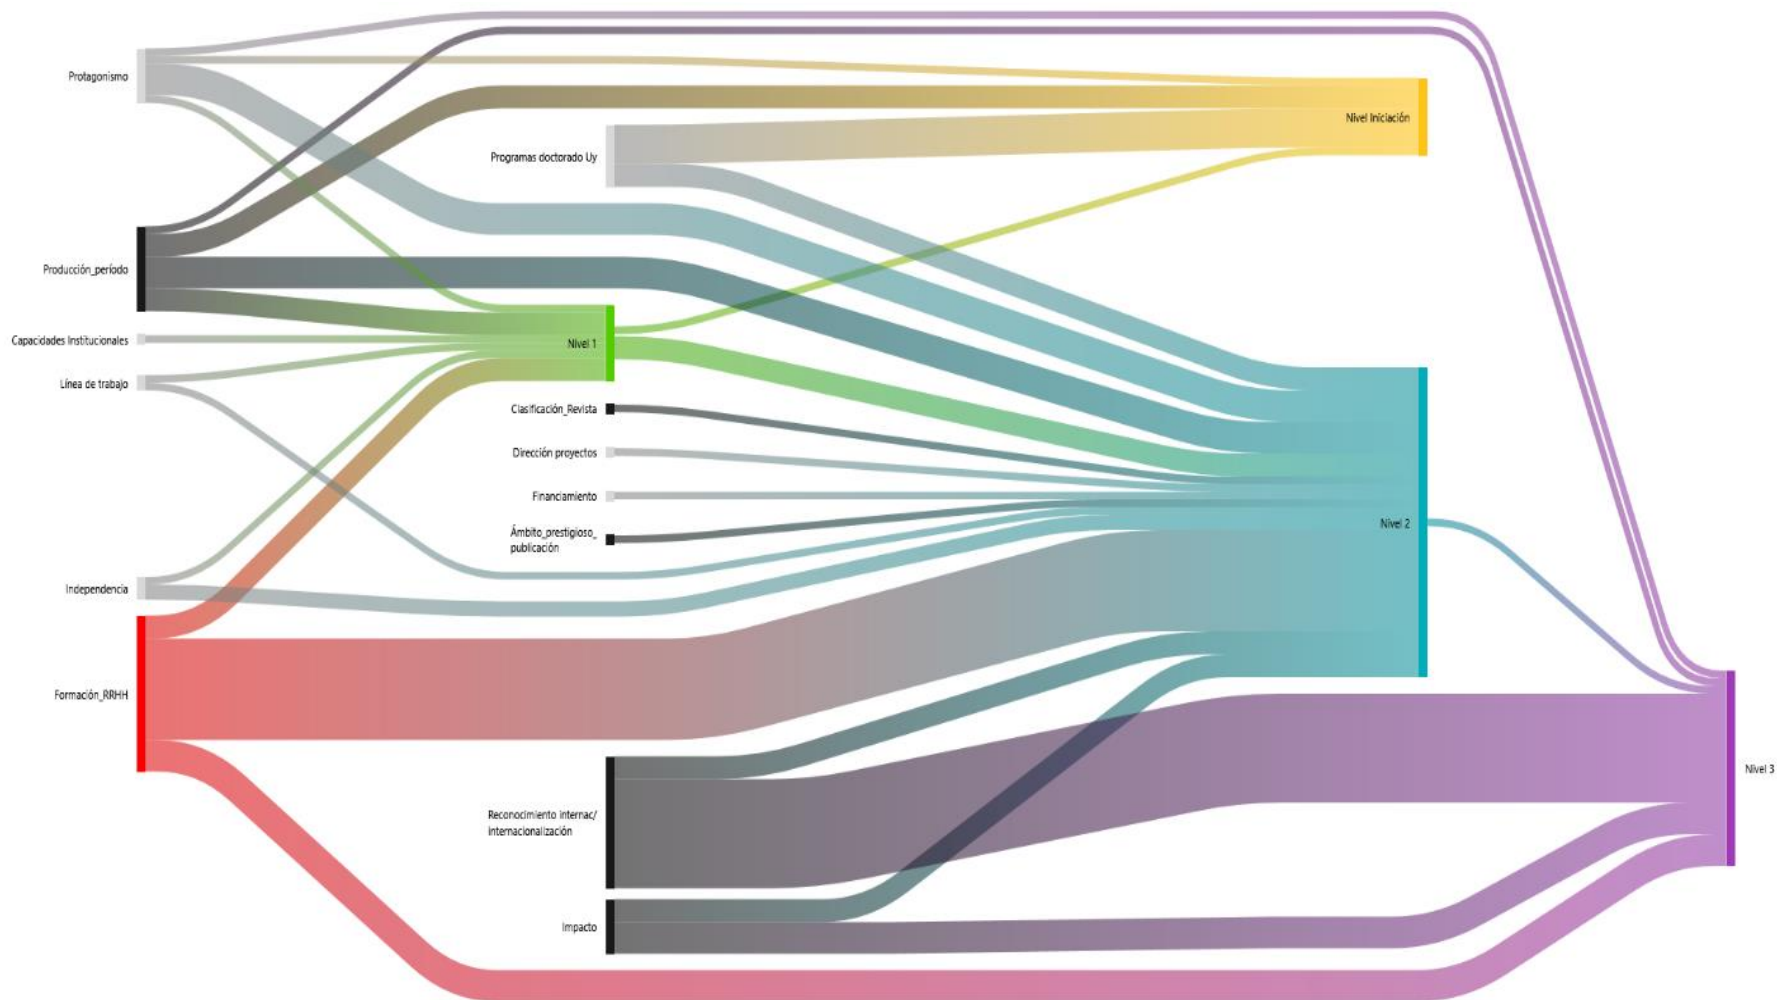 Protagonismo
Nivel Iniciación
Programas doctorado Uy
Producción_período
Capacidades Institucionales
Nivel 1
Línea de trabajo
Clasificación_Revista
Dirección proyectos
Financiamiento
Nivel 2
Ámbito_prestigioso_
publicación
Independencia
Formación_RRHH
Nivel 3
Reconocimiento internac/
internacionalización
Impacto